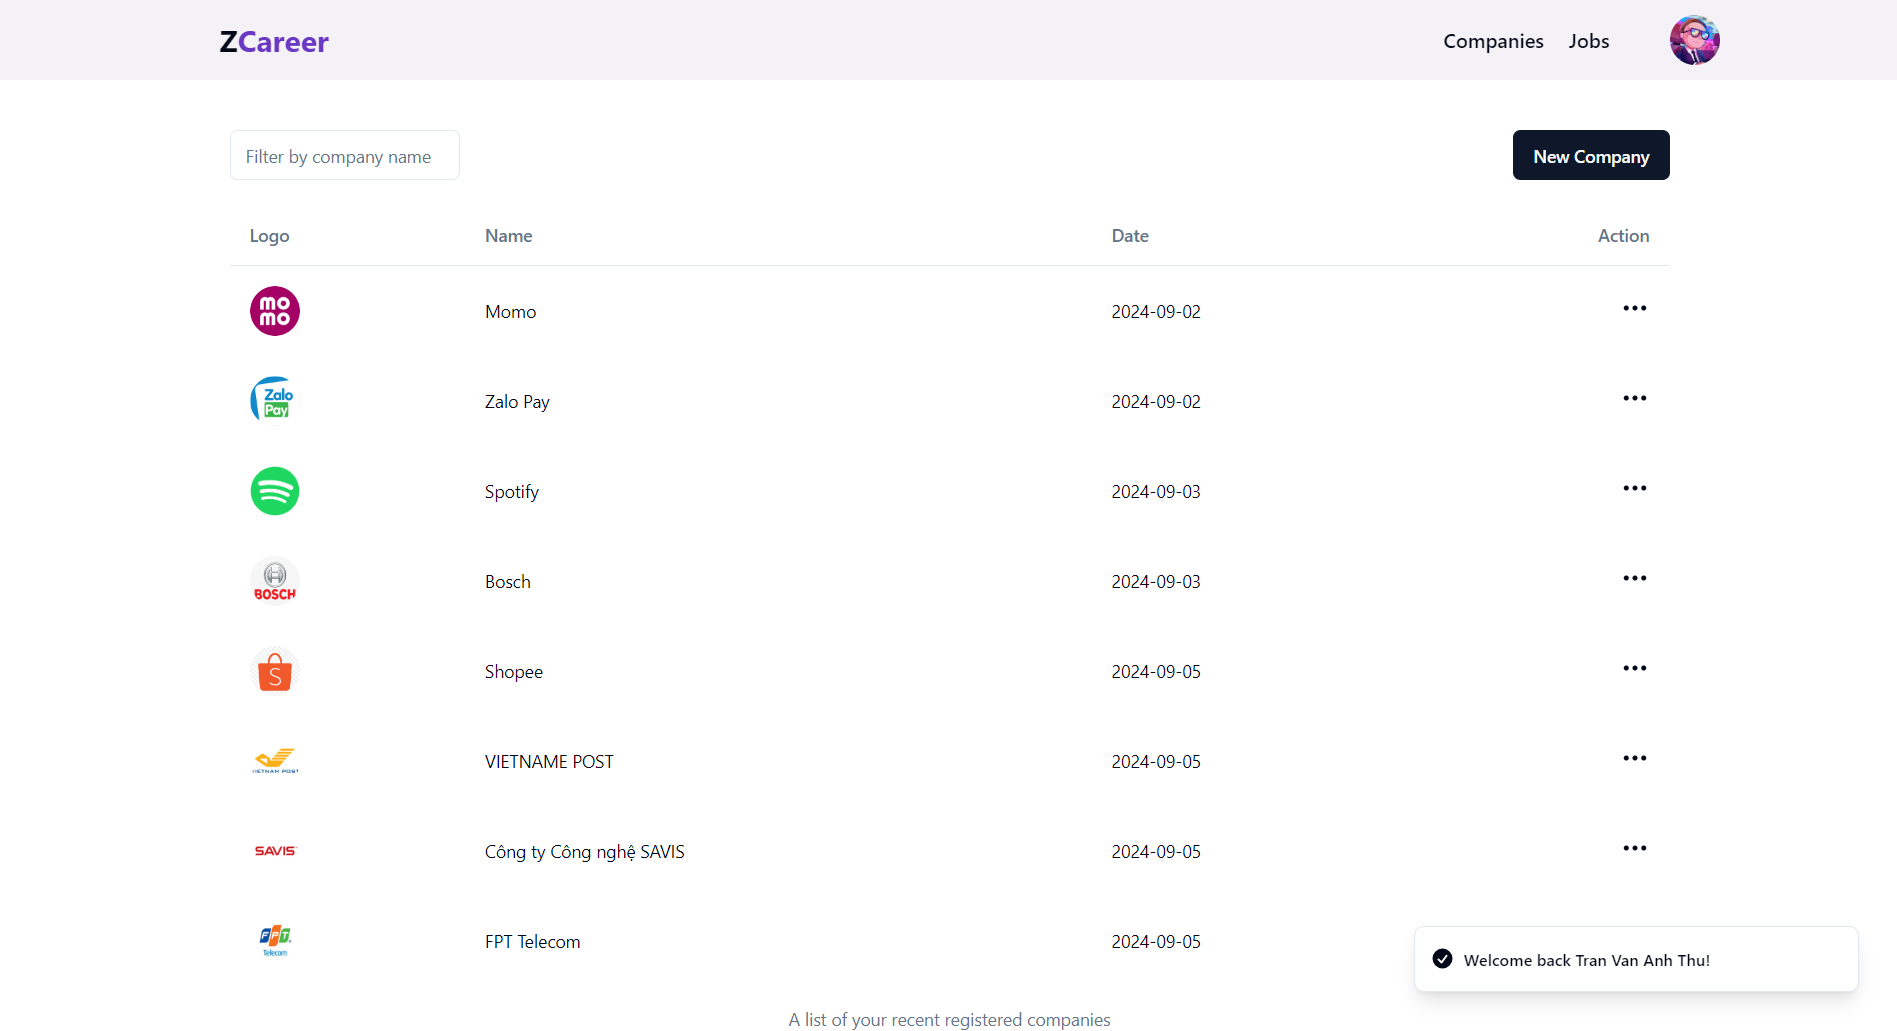 ZCareer
Companies Jobs
Filter by company name
New Company
Logo Name Date Action
mo
mo
Momo 2024-09-02
Zalo
Pay
Zalo Pay 2024-09-02
Spotify 2024-09-03
BOSCH
Bosch 2024-09-03
S
Shopee 2024-09-05
VIETNAM POST
VIETNAME POST 2024-09-05
SAVIS
Công ty Công nghệ SAVIS 2024-09-05
FPT
Telecom
FPT Telecom 2024-09-05
Welcome back Tran Van Anh Thu!
A list of your recent registered companies